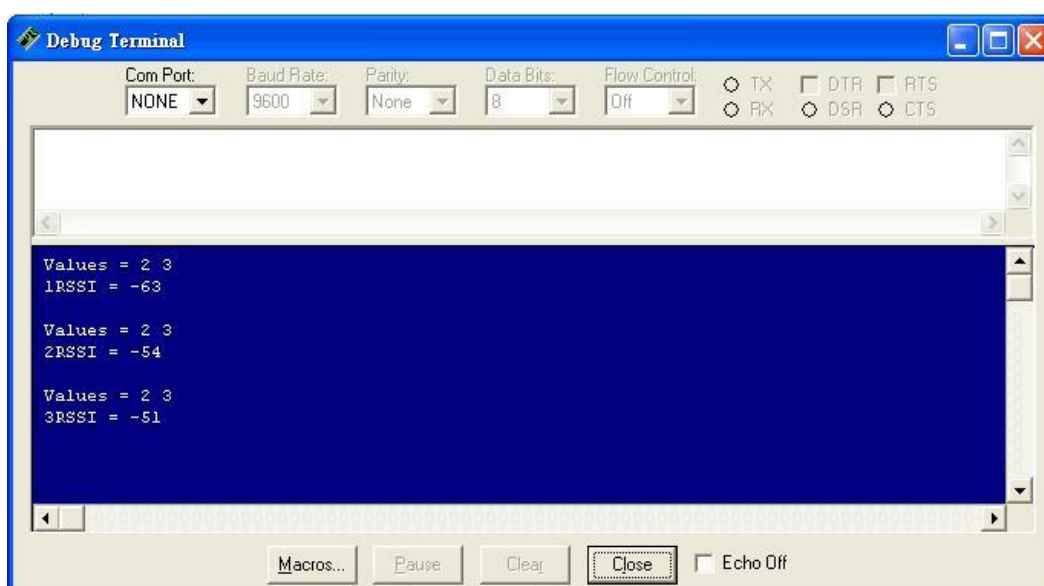 Debug Terminal
Com Port: Baud Rate: Parity: Data Bits: Flow Control:
NONE 9600 None 8 Off
TX DTR RTS
RX DSR CTS
Values = 2 3
1RSSI = -63
Values = 2 3
2RSSI = -54
Values = 2 3
3RSSI = -51
Macros... Pause Clear Close Echo Off